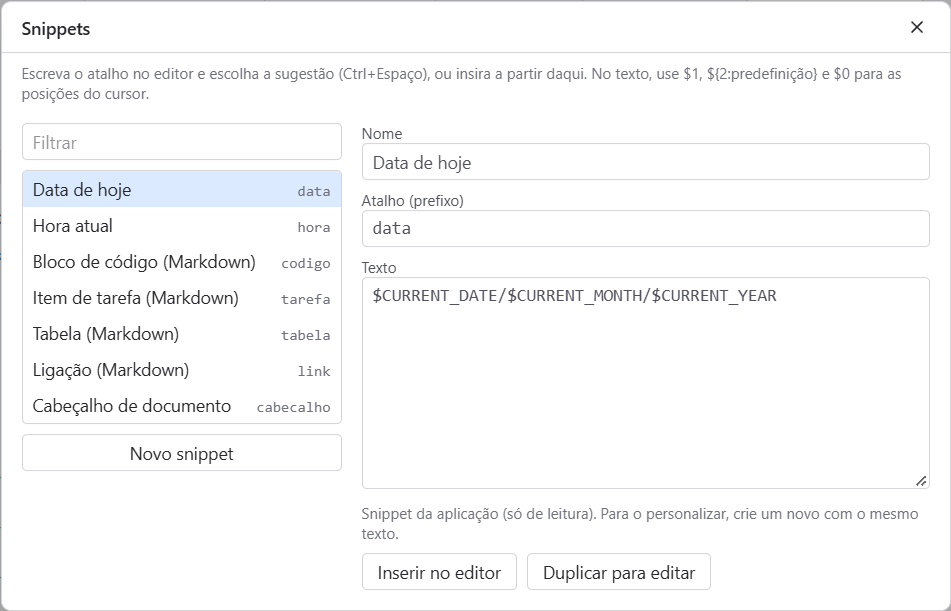 Snippets
Escreva o atalho no editor e escolha a sugestão (Ctrl+Espaço), ou insira a partir daqui. No texto, use $1, ${2:predefinição} e $0 para as
posições do cursor.
Filtrar
Data de hoje data
Hora atual hora
Bloco de código (Markdown) codigo
Item de tarefa (Markdown) tarefa
Tabela (Markdown) tabela
Ligação (Markdown) link
Cabeçalho de documento cabecalho
Novo snippet
Nome
Data de hoje
Atalho (prefixo)
data
Texto
$CURRENT_DATE/$CURRENT_MONTH/$CURRENT_YEAR
Snippet da aplicação (só de leitura). Para o personalizar, crie um novo com o mesmo
texto.
Inserir no editor
Duplicar para editar